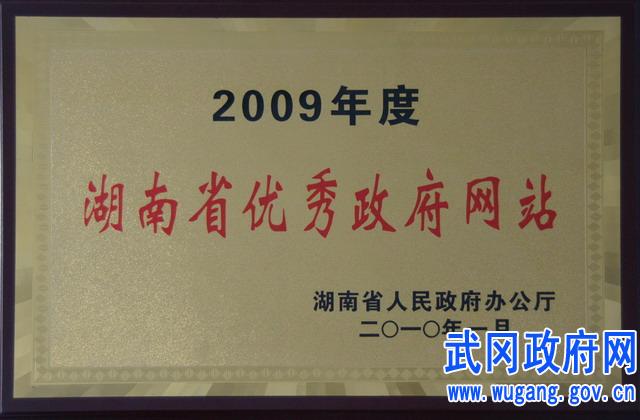 2009年度
湖南省优秀政府网站
湖南省人民政府办公厅
二〇一〇年一月
武冈政府网
www.wugang.gov.cn